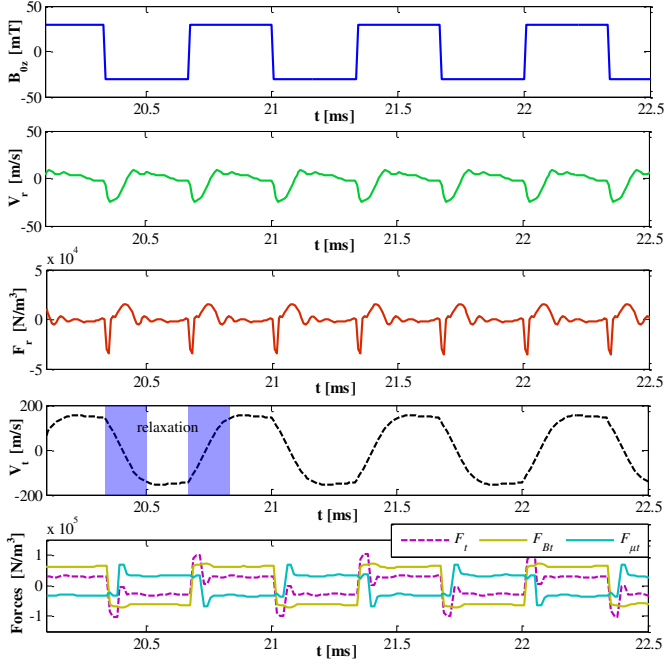 50
0
-50
B0z [mT]
20.5 21 21.5 22 22.5
t [ms]
50
0
-50
Vr [m/s]
20.5 21 21.5 22 22.5
t [ms]
x 10^4
5
0
-5
Fr [N/m³]
20.5 21 21.5 22 22.5
t [ms]
200
0
-200
Vt [m/s]
relaxation
20.5 21 21.5 22 22.5
t [ms]
x 10^5
1
0
-1
Forces [N/m³]
Ft FBt Fμt
20.5 21 21.5 22 22.5
t [ms]